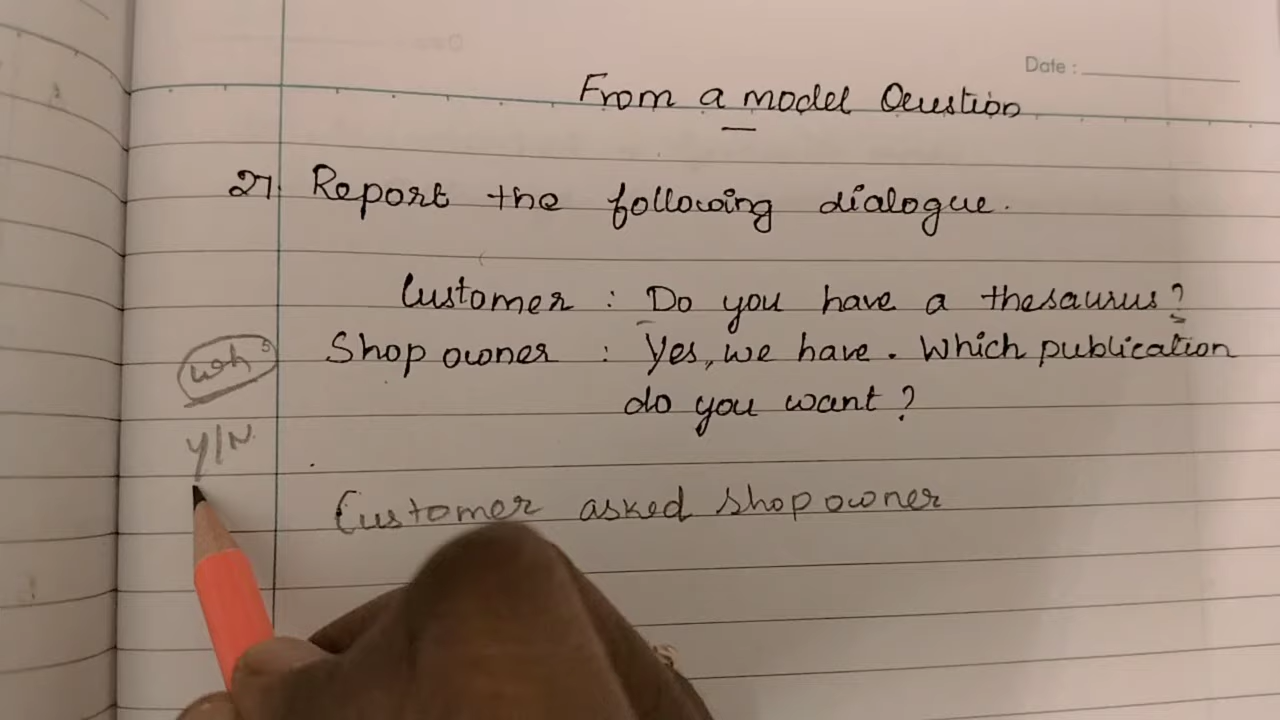 Date :
From a model Question
27 Report the following dialogue.
Customer : Do you have a thesaurus?
Shop owner : Yes, we have. Which publication
do you want?
wh
Y/N.
Customer asked shop owner